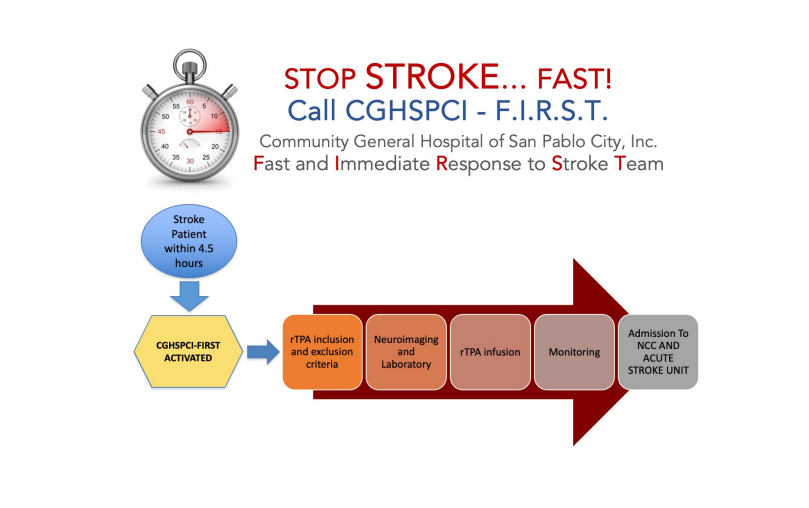 STOP STROKE... FAST!
Call CGHSPCI - F.I.R.S.T.
Community General Hospital of San Pablo City, Inc.
Fast and Immediate Response to Stroke Team
60
5
10
15
20
25
30
35
40
45
50
55
Stroke
Patient
within 4.5
hours
CGHSPCI-FIRST
ACTIVATED
rTPA inclusion
and exclusion
criteria
Neuroimaging
and
Laboratory
rTPA infusion
Monitoring
Admission To
NCC AND
ACUTE
STROKE UNIT